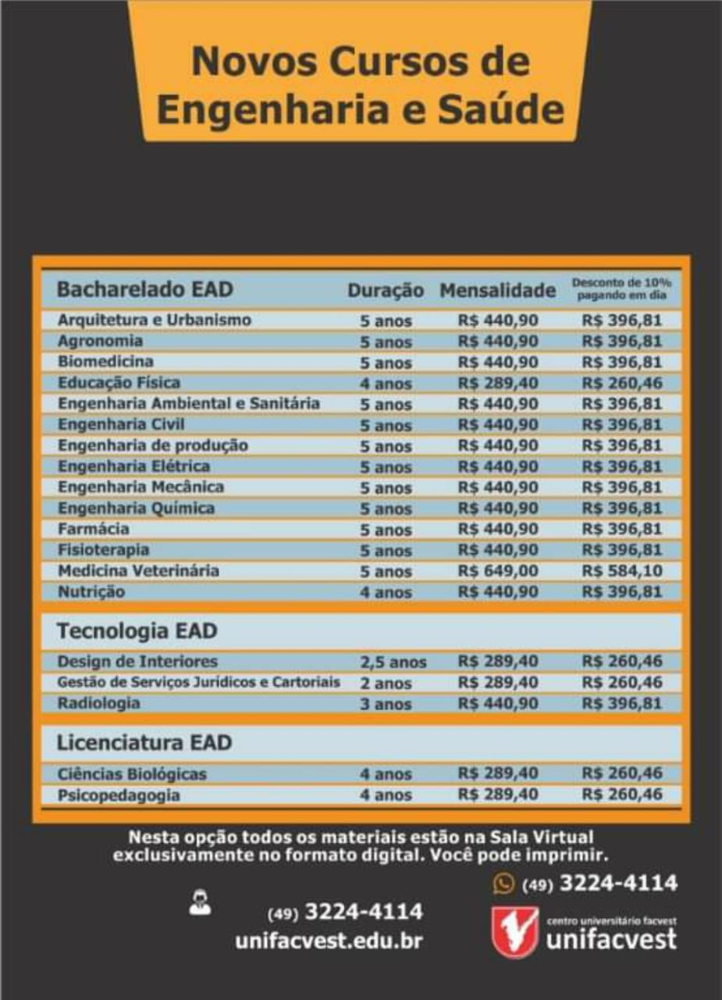 Novos Cursos de
Engenharia e Saúde
Bacharelado EAD Duração Mensalidade Desconto de 10% pagando em dia
Arquitetura e Urbanismo 5 anos R$ 440,90 R$ 396,81
Agronomia 5 anos R$ 440,90 R$ 396,81
Biomedicina 5 anos R$ 440,90 R$ 396,81
Educação Física 4 anos R$ 289,40 R$ 260,46
Engenharia Ambiental e Sanitária 5 anos R$ 440,90 R$ 396,81
Engenharia Civil 5 anos R$ 440,90 R$ 396,81
Engenharia de produção 5 anos R$ 440,90 R$ 396,81
Engenharia Elétrica 5 anos R$ 440,90 R$ 396,81
Engenharia Mecânica 5 anos R$ 440,90 R$ 396,81
Engenharia Química 5 anos R$ 440,90 R$ 396,81
Farmácia 5 anos R$ 440,90 R$ 396,81
Fisioterapia 5 anos R$ 440,90 R$ 396,81
Medicina Veterinária 5 anos R$ 649,00 R$ 584,10
Nutrição 4 anos R$ 440,90 R$ 396,81
Tecnologia EAD
Design de Interiores 2,5 anos R$ 289,40 R$ 260,46
Gestão de Serviços Jurídicos e Cartoriais 2 anos R$ 289,40 R$ 260,46
Radiologia 3 anos R$ 440,90 R$ 396,81
Licenciatura EAD
Ciências Biológicas 4 anos R$ 289,40 R$ 260,46
Psicopedagogia 4 anos R$ 289,40 R$ 260,46
Nesta opção todos os materiais estão na Sala Virtual
exclusivamente no formato digital. Você pode imprimir.
(49) 3224-4114
(49) 3224-4114
unifacvest.edu.br
centro universitário facvest
unifacvest